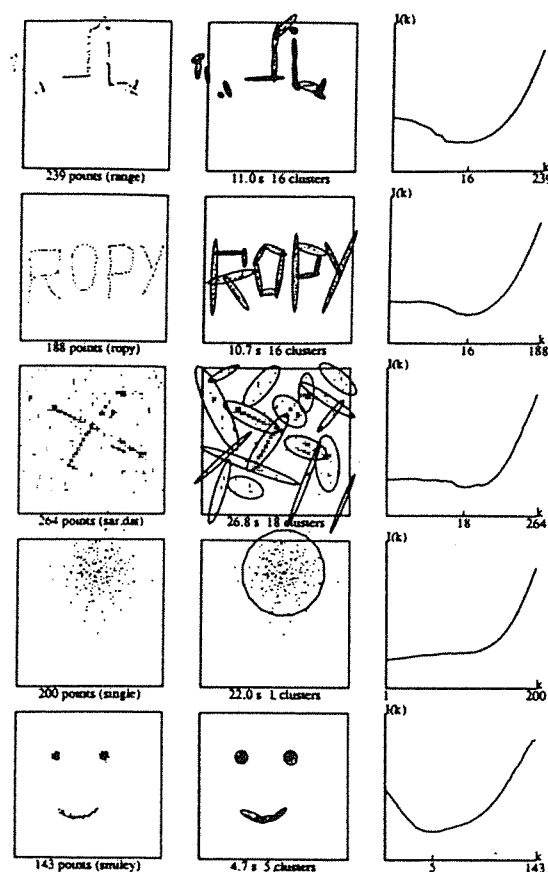 I(k)
k
16 239
239 points (range) 11.0 s 16 clusters
I(k)
ROPY ROPY
k
16 188
188 points (ropy) 10.7 s 16 clusters
I(k)
k
18 264
264 points (sar.dat) 26.8 s 18 clusters
I(k)
k
1 200
200 points (single) 22.0 s 1 clusters
I(k)
k
5 143
143 points (smiley) 4.7 s 5 clusters